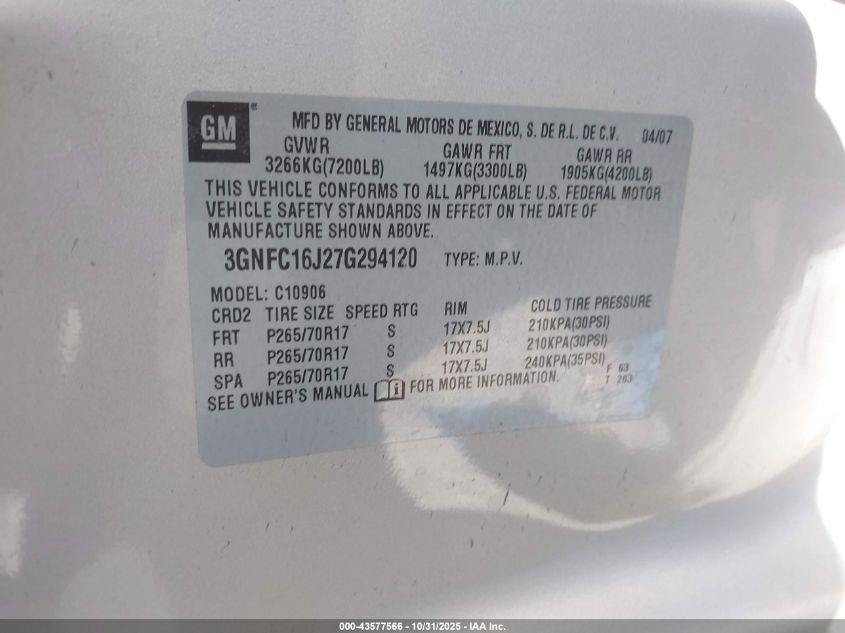 GM ® MFD BY GENERAL MOTORS DE MEXICO, S. DE R.L. DE C.V. 04/07
GVWR GAWR FRT GAWR RR
3266KG(7200LB) 1497KG(3300LB) 1905KG(4200LB)
THIS VEHICLE CONFORMS TO ALL APPLICABLE U.S. FEDERAL MOTOR
VEHICLE SAFETY STANDARDS IN EFFECT ON THE DATE OF
MANUFACTURE SHOWN ABOVE.
3GNFC16J27G294120 TYPE: M.P.V.
MODEL: C10906
CRD2 TIRE SIZE SPEED RTG RIM COLD TIRE PRESSURE
FRT P265/70R17 S 17X7.5J 210KPA(30PSI)
RR P265/70R17 S 17X7.5J 210KPA(30PSI)
SPA P265/70R17 S 17X7.5J 240KPA(35PSI)
F 63
SEE OWNER'S MANUAL i FOR MORE INFORMATION. T 203
000-43577566 - 10/31/2025 - IAA Inc.